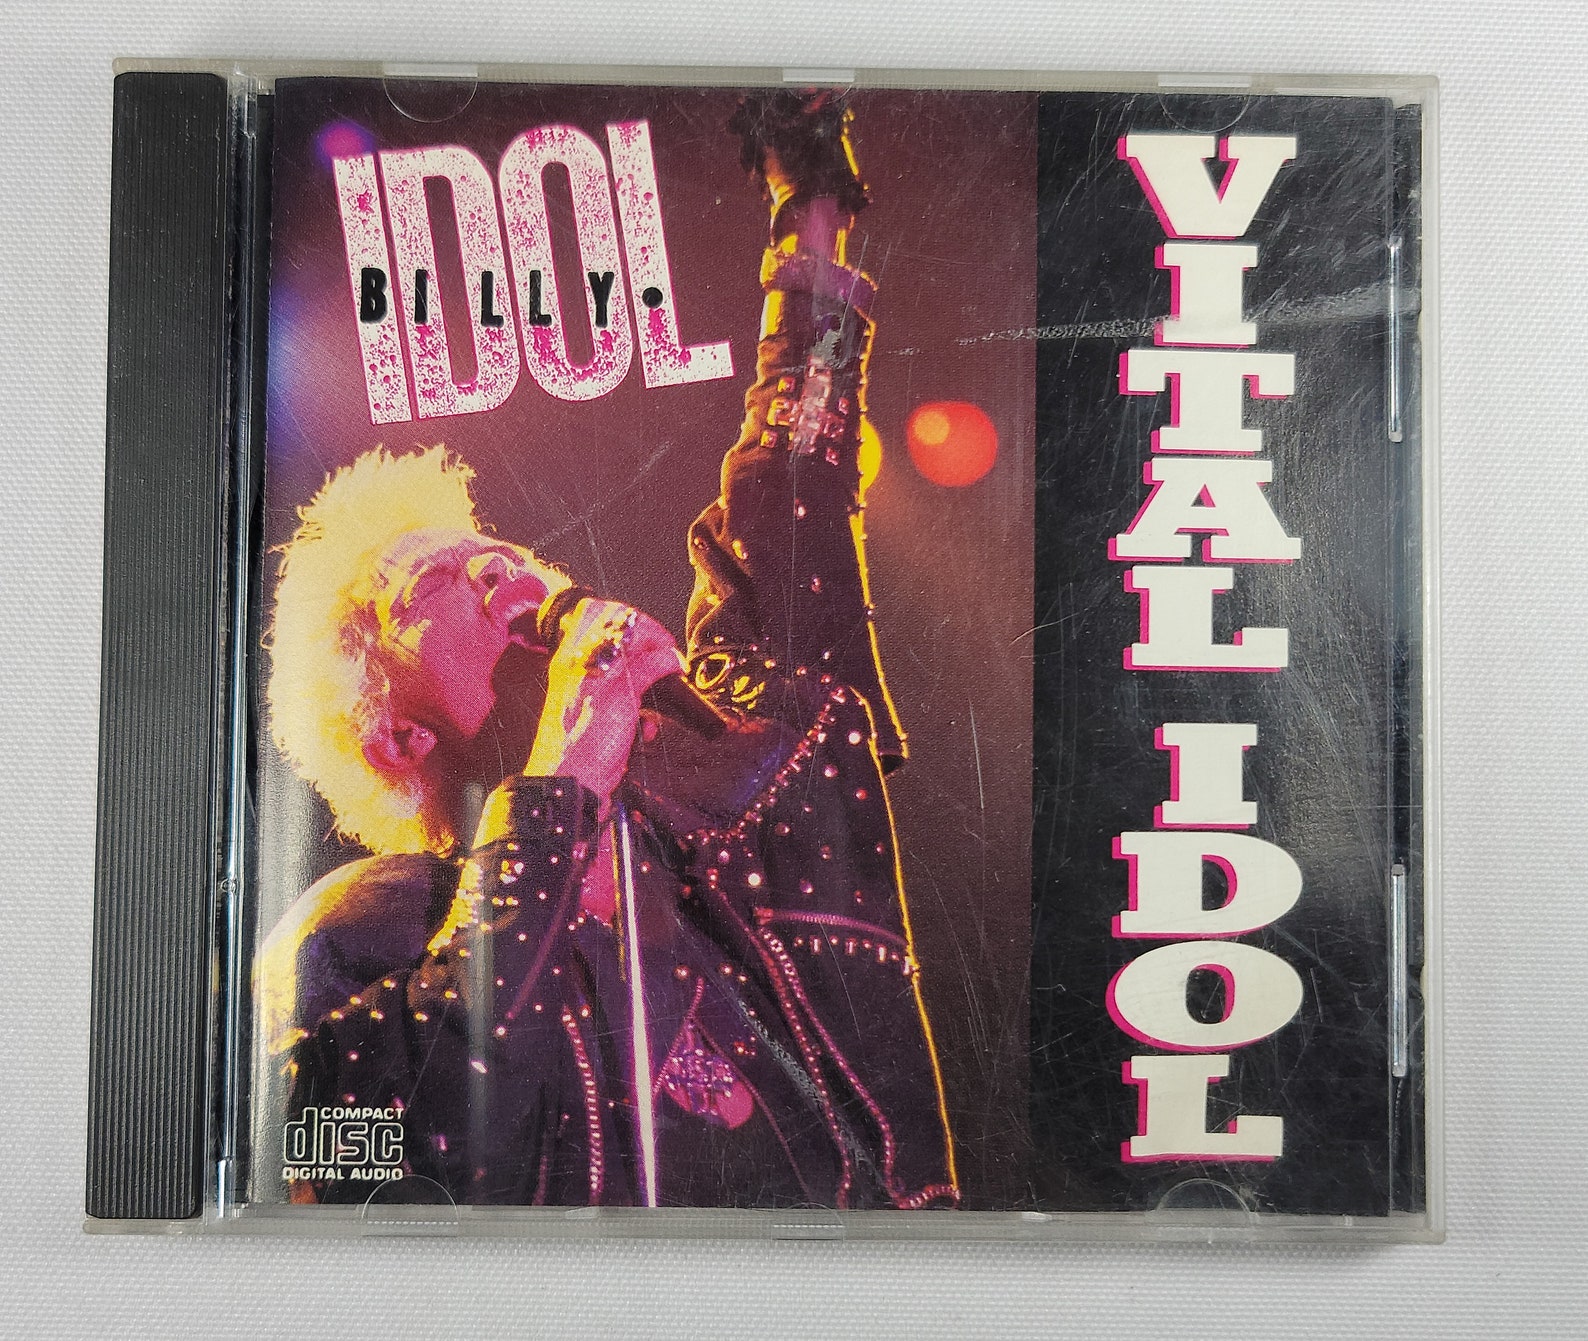 IDOL
BILLY
VITAL IDOL
COMPACT
disc
DIGITAL AUDIO